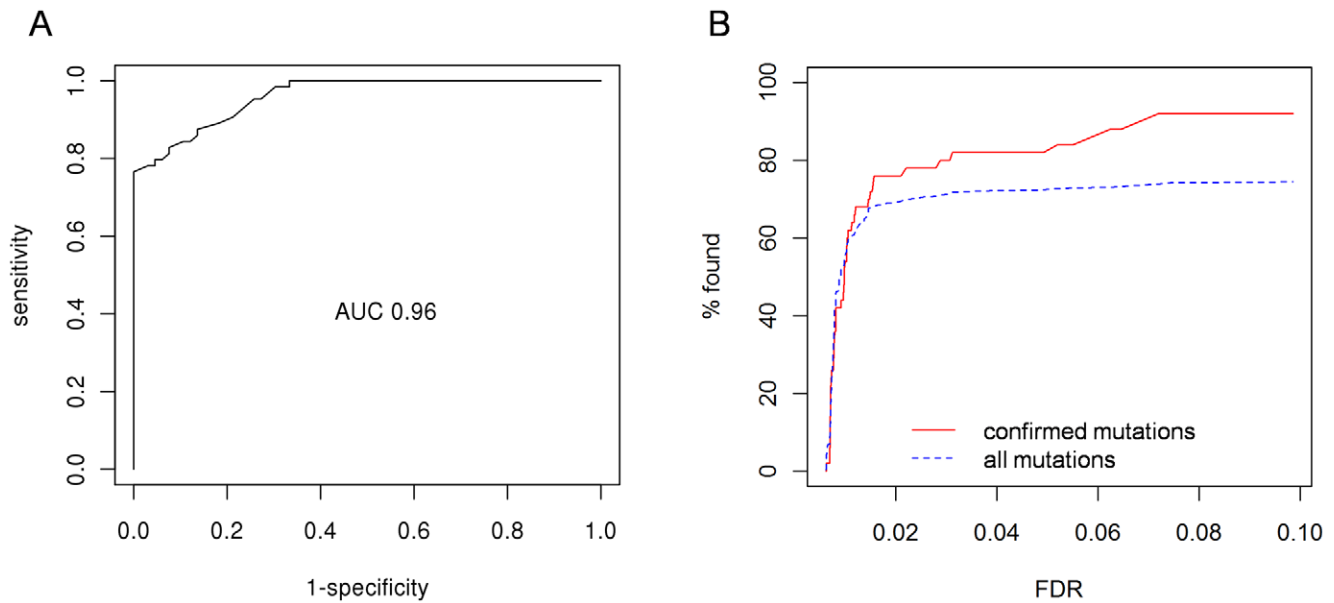 A
1.0
0.8
0.6
0.4
0.2
0.0
sensitivity
AUC 0.96
0.0 0.2 0.4 0.6 0.8 1.0
1-specificity
B
100
80
60
40
20
0
% found
confirmed mutations
all mutations
0.02 0.04 0.06 0.08 0.10
FDR